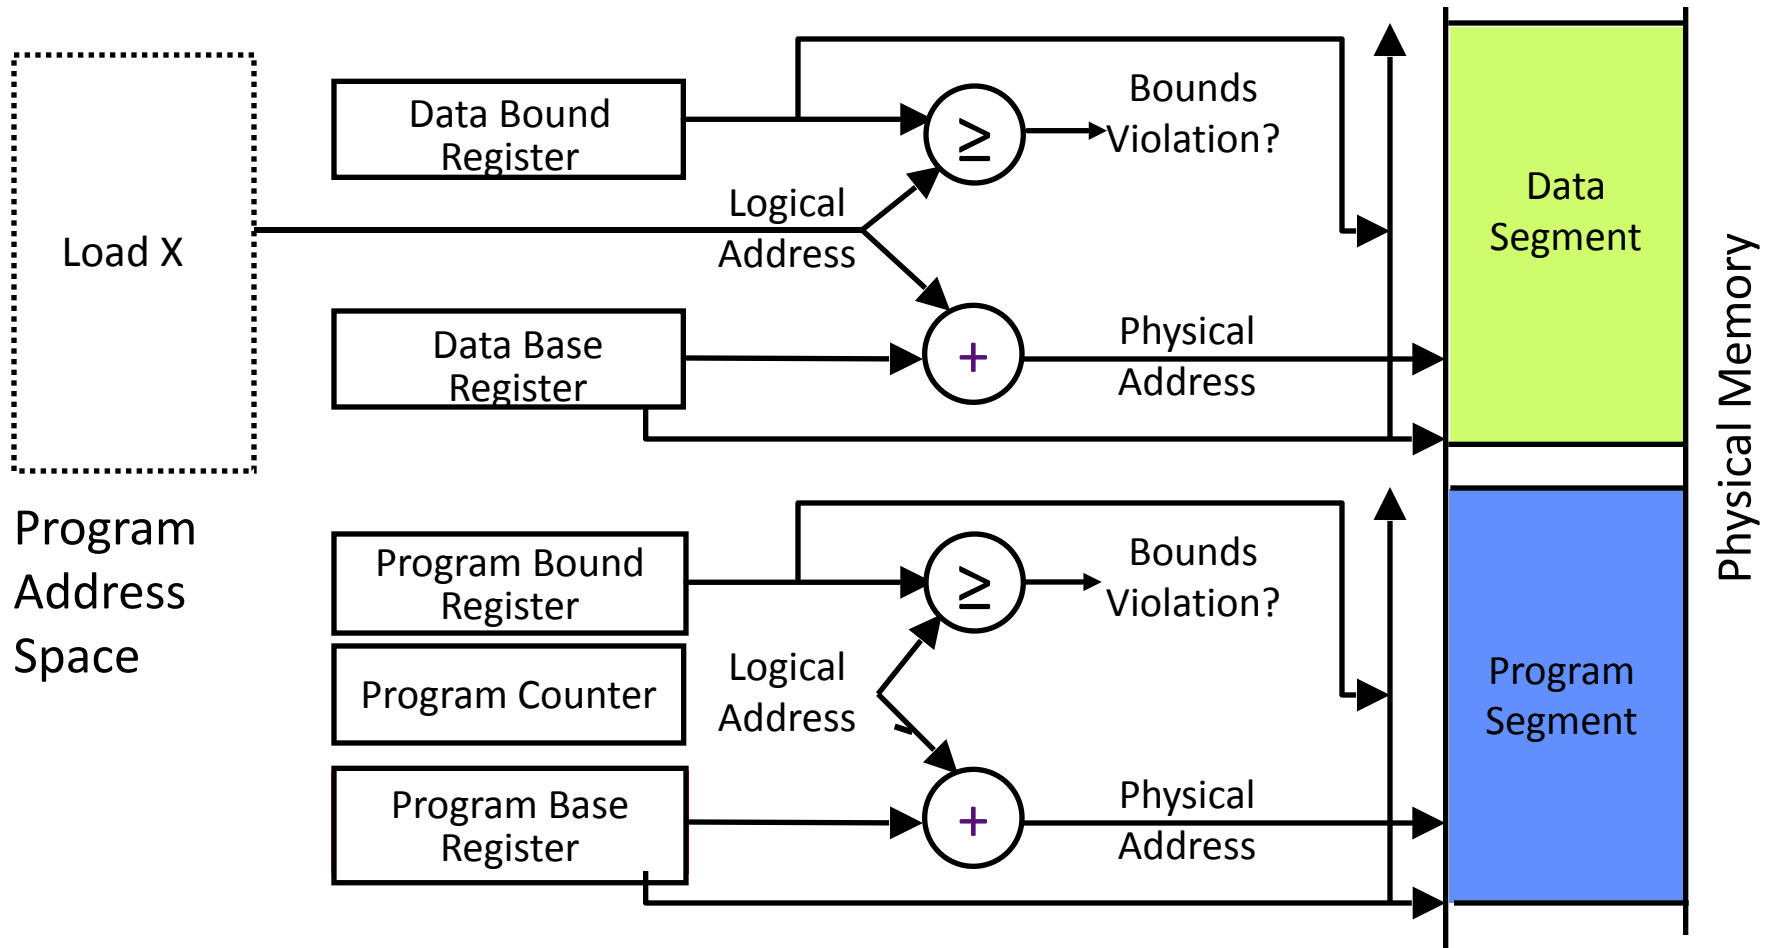 Load X
Program
Address
Space
Data Bound
Register
Logical
Address
Data Base
Register
≥
Bounds
Violation?
+
Physical
Address
Program Bound
Register
Program Counter
Program Base
Register
Logical
Address
≥
Bounds
Violation?
+
Physical
Address
Data
Segment
Program
Segment
Physical Memory